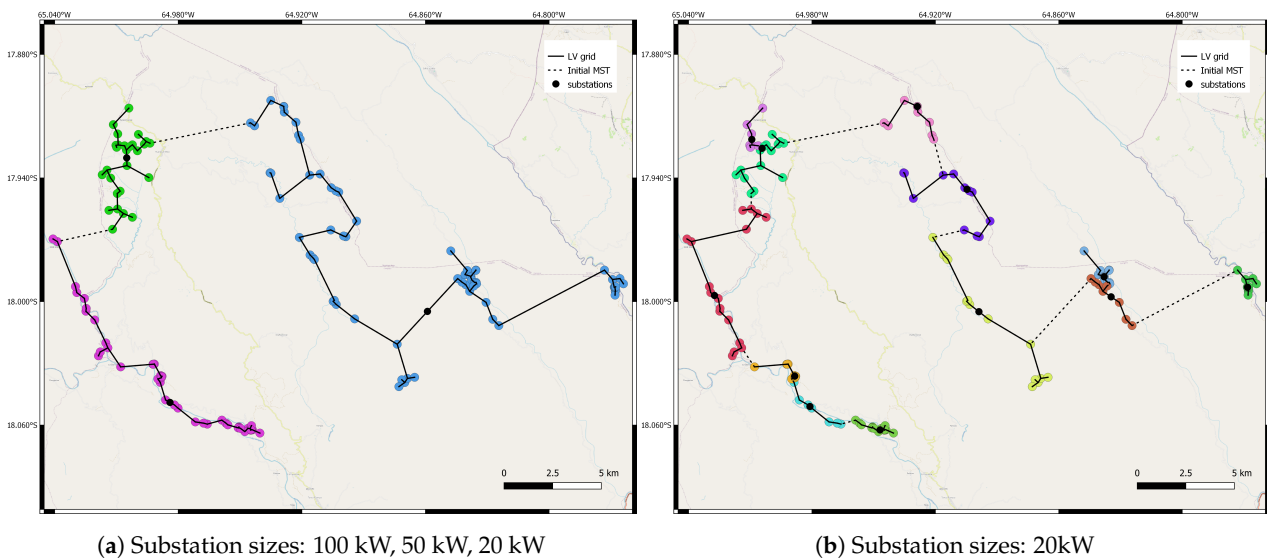 65.040°W 64.980°W 64.920°W 64.860°W 64.800°W
17.880°S
17.940°S
18.000°S
18.060°S
LV grid
Initial MST
substations
0 2.5 5 km
65.040°W 64.980°W 64.920°W 64.860°W 64.800°W
17.880°S
17.940°S
18.000°S
18.060°S
LV grid
Initial MST
substations
0 2.5 5 km
(a) Substation sizes: 100 kW, 50 kW, 20 kW
(b) Substation sizes: 20kW